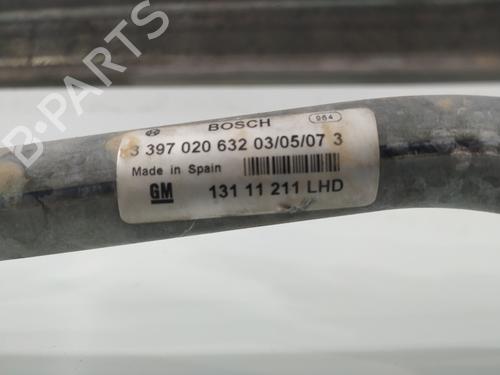 BOSCH 964
3 397 020 632 03/05/07 3
Made in Spain
GM 131 11 211 LHD
B-PARTS